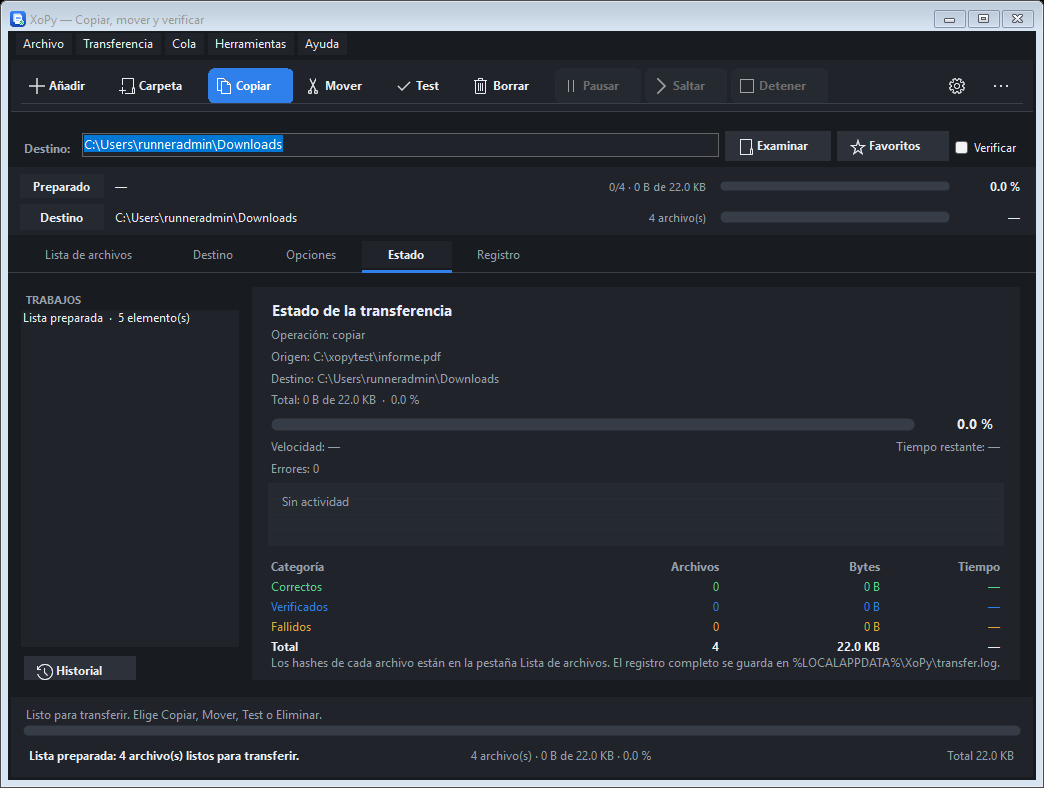 XoPy — Copiar, mover y verificar
Archivo Transferencia Cola Herramientas Ayuda
Añadir Carpeta Copiar Mover Test Borrar Pausar Saltar Detener ...
Destino: C:\Users\runneradmin\Downloads Examinar Favoritos Verificar
Preparado — 0/4 · 0 B de 22.0 KB 0.0 %
Destino C:\Users\runneradmin\Downloads 4 archivo(s) —
Lista de archivos Destino Opciones Estado Registro
TRABAJOS
Lista preparada · 5 elemento(s)
Historial
Estado de la transferencia
Operación: copiar
Origen: C:\xopytest\informe.pdf
Destino: C:\Users\runneradmin\Downloads
Total: 0 B de 22.0 KB · 0.0 %
0.0 %
Velocidad: — Tiempo restante: —
Errores: 0
Sin actividad
Categoría Archivos Bytes Tiempo
Correctos 0 0 B —
Verificados 0 0 B —
Fallidos 0 0 B —
Total 4 22.0 KB —
Los hashes de cada archivo están en la pestaña Lista de archivos. El registro completo se guarda en %LOCALAPPDATA%\XoPy\transfer.log.
Listo para transferir. Elige Copiar, Mover, Test o Eliminar.
Lista preparada: 4 archivo(s) listos para transferir. 4 archivo(s) · 0 B de 22.0 KB · 0.0 % Total 22.0 KB